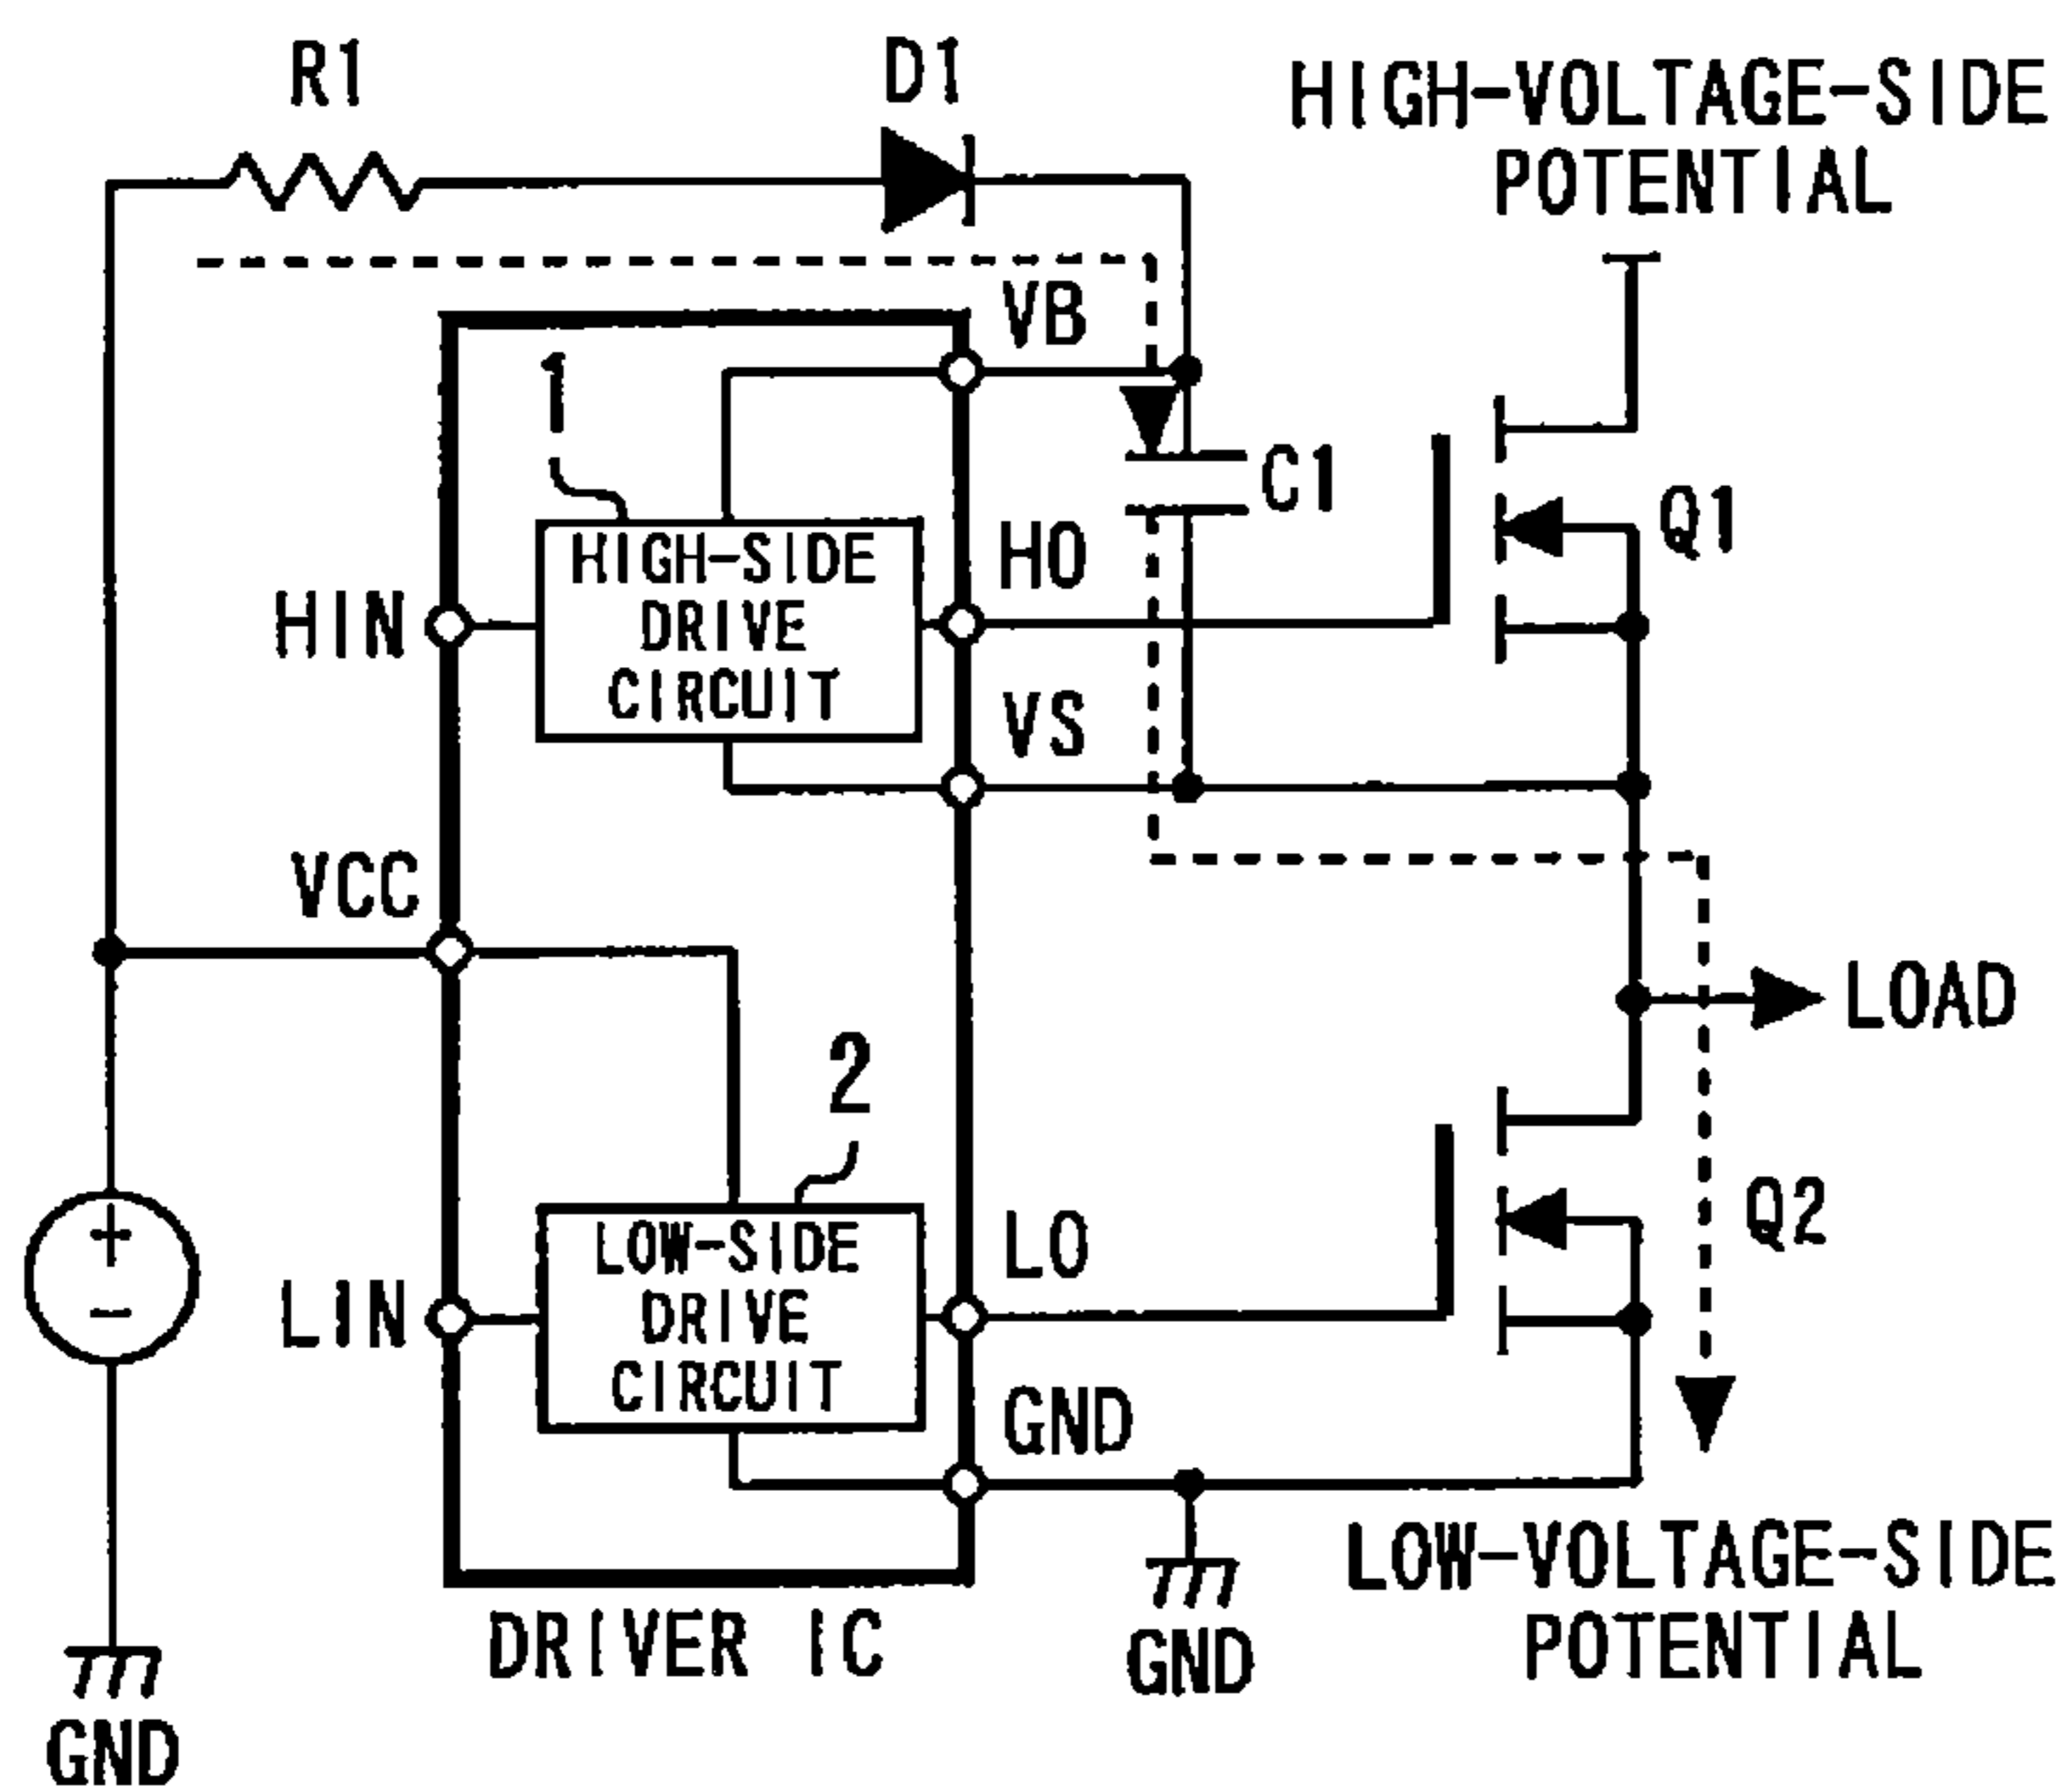 R1
D1
HIGH-VOLTAGE-SIDE
POTENTIAL
VB
1
C1
Q1
HIGH-SIDE
DRIVE
CIRCUIT
HO
HIN
VS
VCC
LOAD
2
Q2
LOW-SIDE
DRIVE
CIRCUIT
LO
+
−
LIN
GND
LOW-VOLTAGE-SIDE
POTENTIAL
DRIVER IC
GND
GND